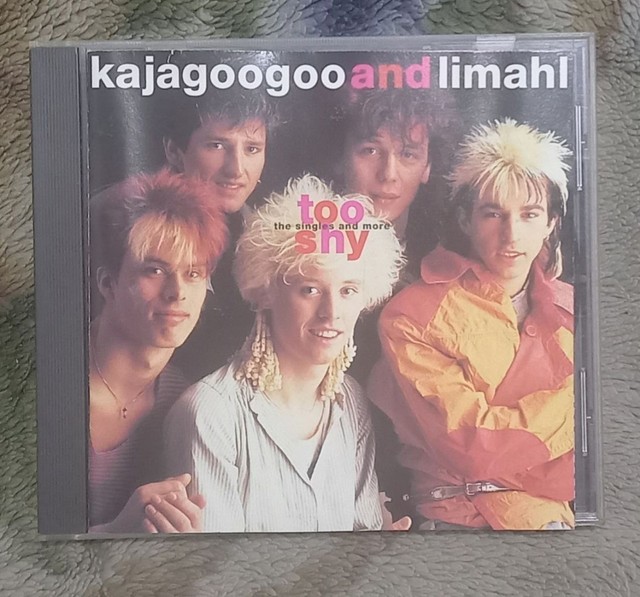 kajagoogoo and limahl
too
the singles and more
shy